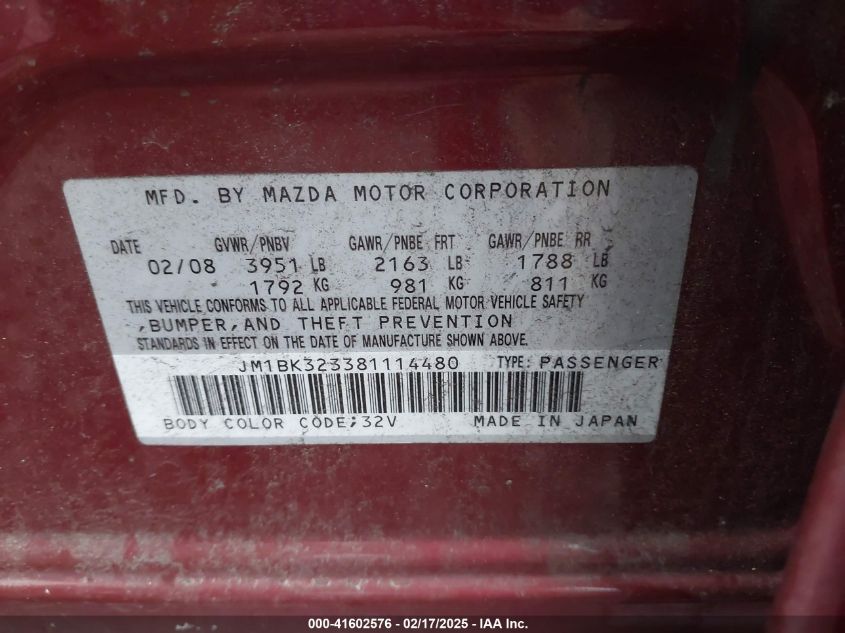 MFD. BY MAZDA MOTOR CORPORATION
DATE GVWR/PNBV GAWR/PNBE FRT GAWR/PNBE RR
02/08 3951 LB 2163 LB 1788 LB
1792 KG 981 KG 811 KG
THIS VEHICLE CONFORMS TO ALL APPLICABLE FEDERAL MOTOR VEHICLE SAFETY
,BUMPER,AND THEFT PREVENTION
STANDARDS IN EFFECT ON THE DATE OF MANUFACTURE SHOWN ABOVE.
JM1BK323381114480 TYPE: PASSENGER
BODY COLOR CODE;32V MADE IN JAPAN
000-41602576 - 02/17/2025 - IAA Inc.